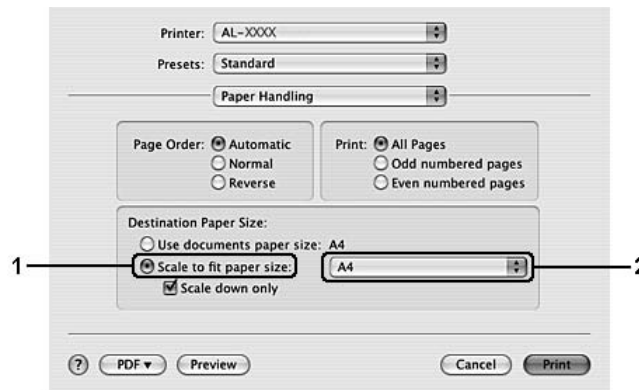 Printer: AL-XXXX
Presets: Standard
Paper Handling
Page Order: Automatic Print: All Pages
Normal Odd numbered pages
Reverse Even numbered pages
Destination Paper Size:
Use documents paper size: A4
1 Scale to fit paper size: A4 2
Scale down only
? PDF Preview Cancel Print